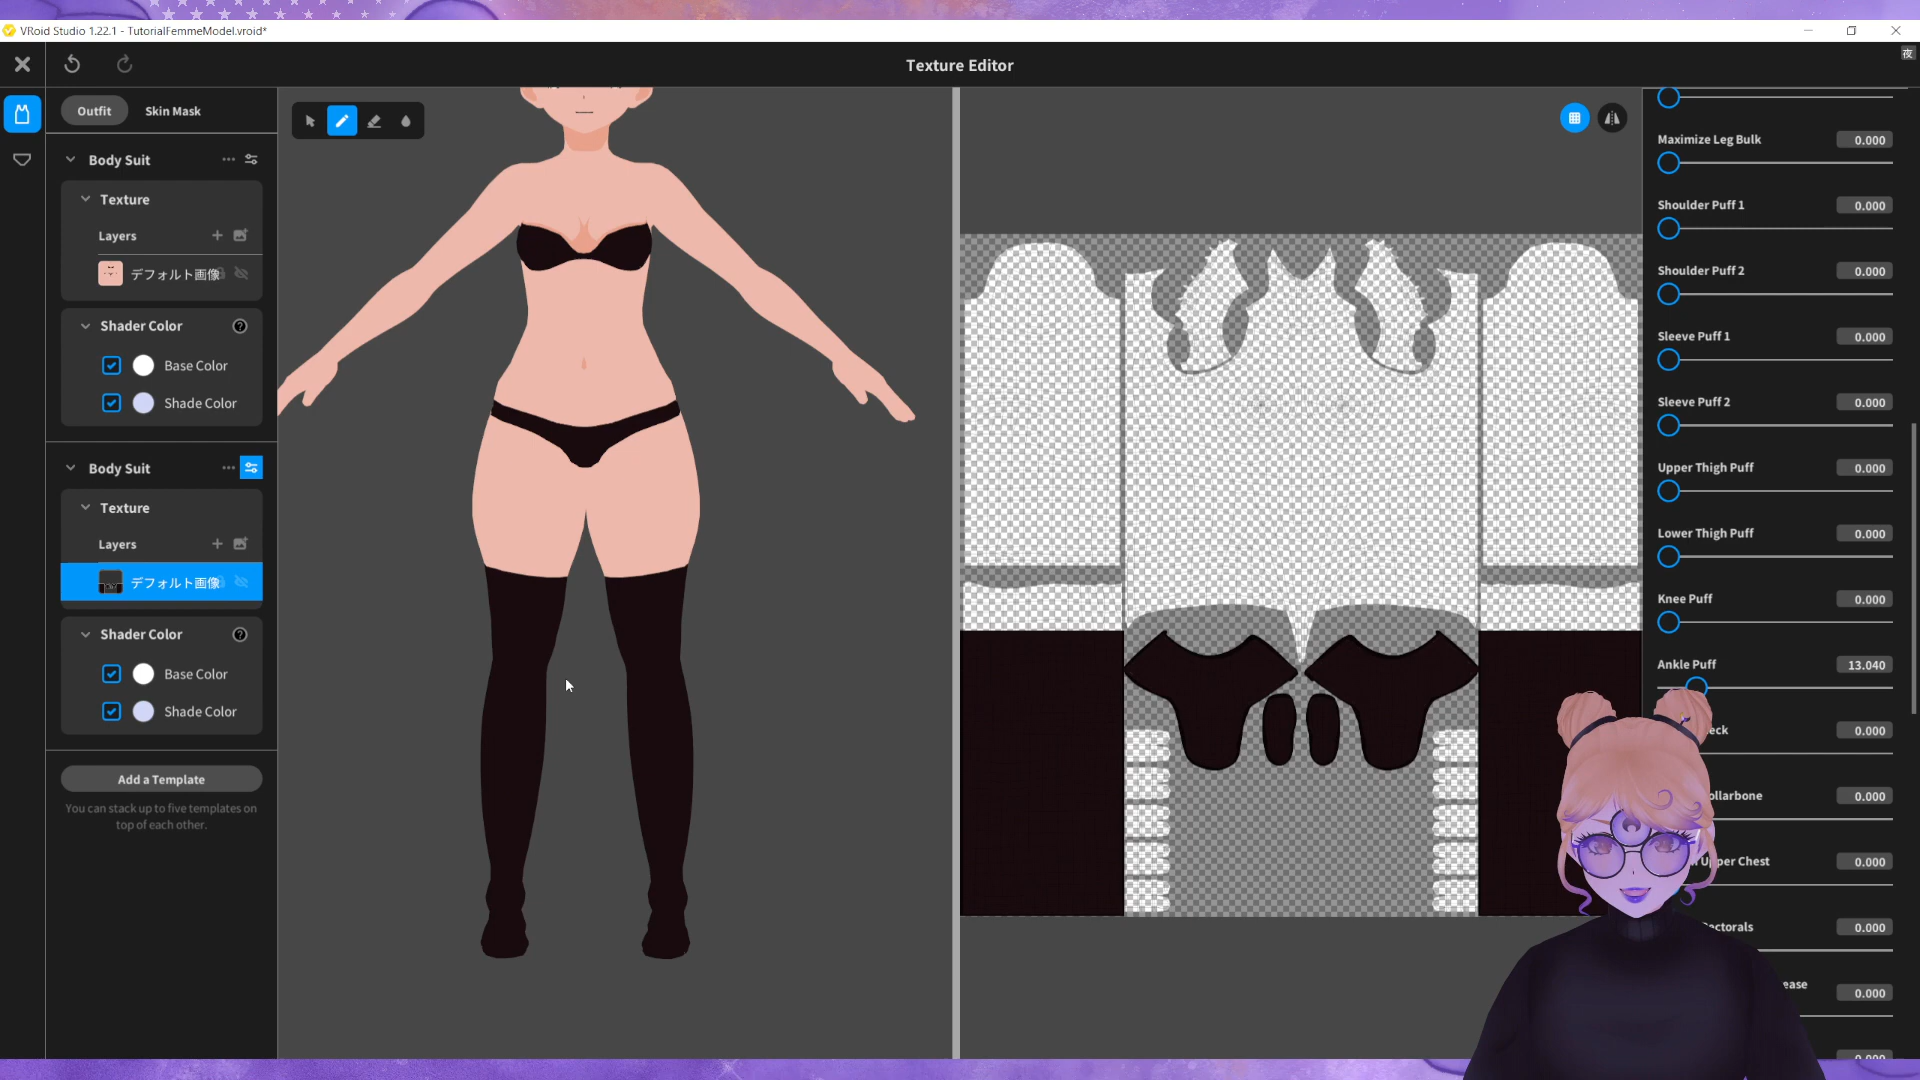 VRoid Studio 1.22.1 - TutorialFemmeModel.vroid*
Texture Editor
夜
Outfit
Skin Mask
Body Suit
Texture
Layers
デフォルト画像
Shader Color
?
Base Color
Shade Color
Body Suit
Texture
Layers
デフォルト画像
Shader Color
?
Base Color
Shade Color
Add a Template
You can stack up to five templates on
top of each other.
Maximize Leg Bulk 0.000
Shoulder Puff 1 0.000
Shoulder Puff 2 0.000
Sleeve Puff 1 0.000
Sleeve Puff 2 0.000
Upper Thigh Puff 0.000
Lower Thigh Puff 0.000
Knee Puff 0.000
Ankle Puff 13.040
eck 0.000
ollarbone 0.000
Upper Chest 0.000
ectorals 0.000
ease 0.000